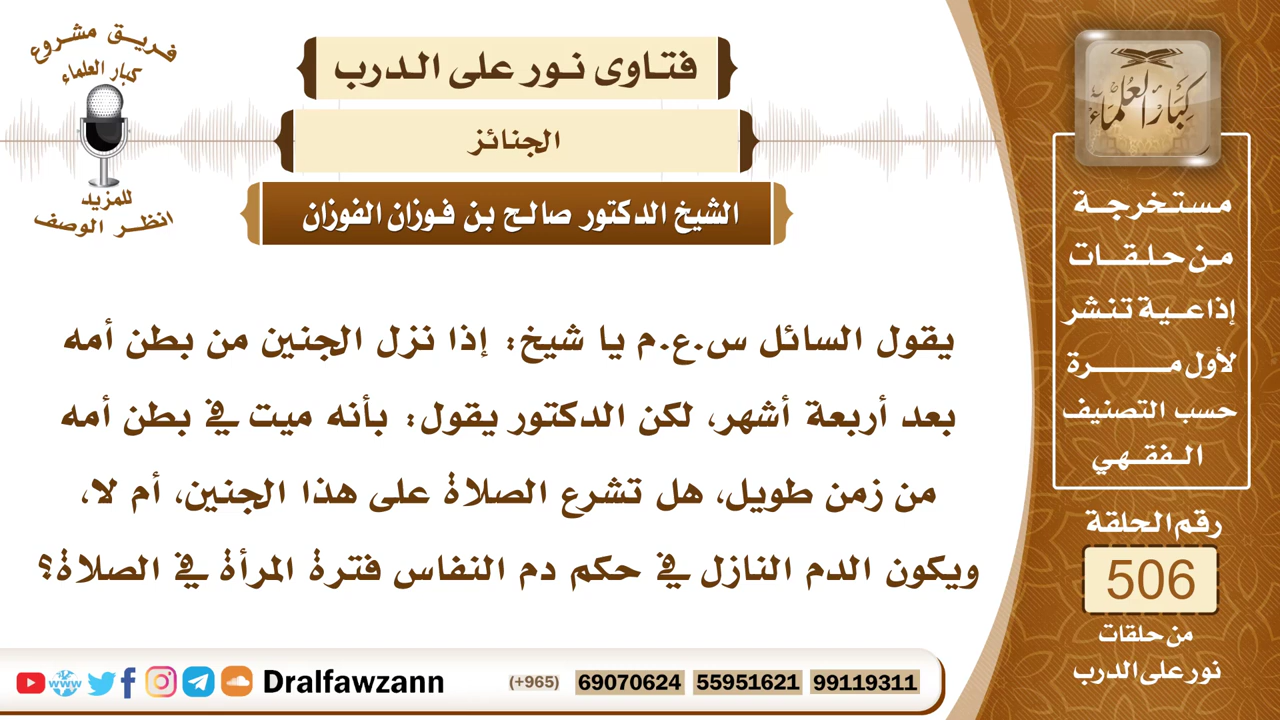 فريق مشروع
كبار العلماء
للمزيد
انظر الوصف
فتاوى نور على الدرب
الجنائز
الشيخ الدكتور صالح بن فوزان الفوزان
يقول السائل س.ع.م يا شيخ: إذا نزل الجنين من بطن أمه
بعد أربعة أشهر، لكن الدكتور يقول: بأنه ميت في بطن أمه
من زمن طويل، هل تشرع الصلاة على هذا الجنين، أم لا،
ويكون الدم النازل في حكم دم النفاس فترة المرأة في الصلاة؟
كبار العلماء
مستخرجة
من حلقات
إذاعية تنشر
لأول مرة
حسب التصنيف
الفقهي
رقم الحلقة
506
من حلقات
نور على الدرب
www Dralfawzann (+965) 69070624 55951621 99119311